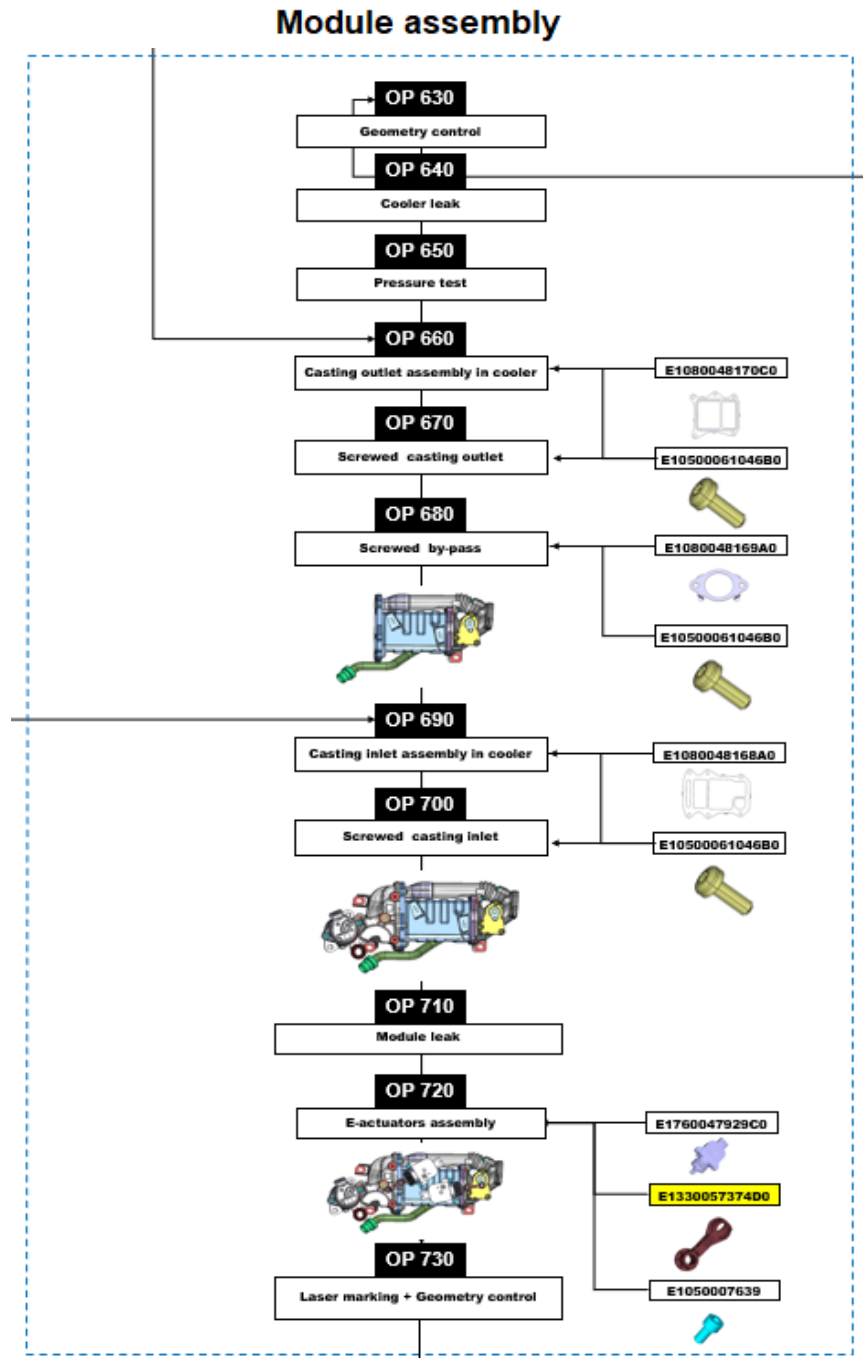 Module assembly
OP 630
Geometry control
OP 640
Cooler leak
OP 650
Pressure test
OP 660
Casting outlet assembly in cooler
E1080048170C0
OP 670
Screwed casting outlet
E10500061046B0
OP 680
Screwed by-pass
E1080048169A0
E10500061046B0
OP 690
Casting inlet assembly in cooler
E1080048168A0
OP 700
Screwed casting inlet
E10500061046B0
OP 710
Module leak
OP 720
E-actuators assembly
E1760047929C0
E1330057374D0
OP 730
Laser marking + Geometry control
E1050007639